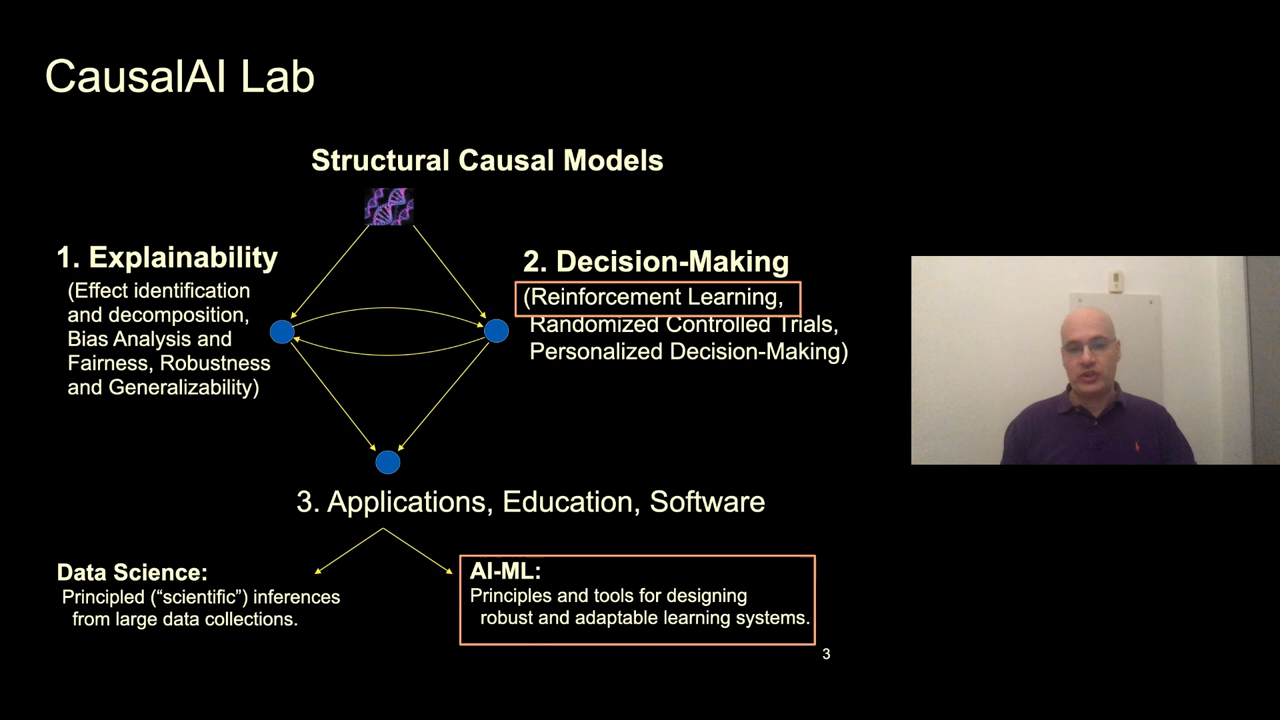 CausalAI Lab
Structural Causal Models
1. Explainability
(Effect identification
and decomposition,
Bias Analysis and
Fairness, Robustness
and Generalizability)
2. Decision-Making
(Reinforcement Learning,
Randomized Controlled Trials,
Personalized Decision-Making)
3. Applications, Education, Software
Data Science:
Principled (“scientific”) inferences
from large data collections.
AI-ML:
Principles and tools for designing
robust and adaptable learning systems.
3